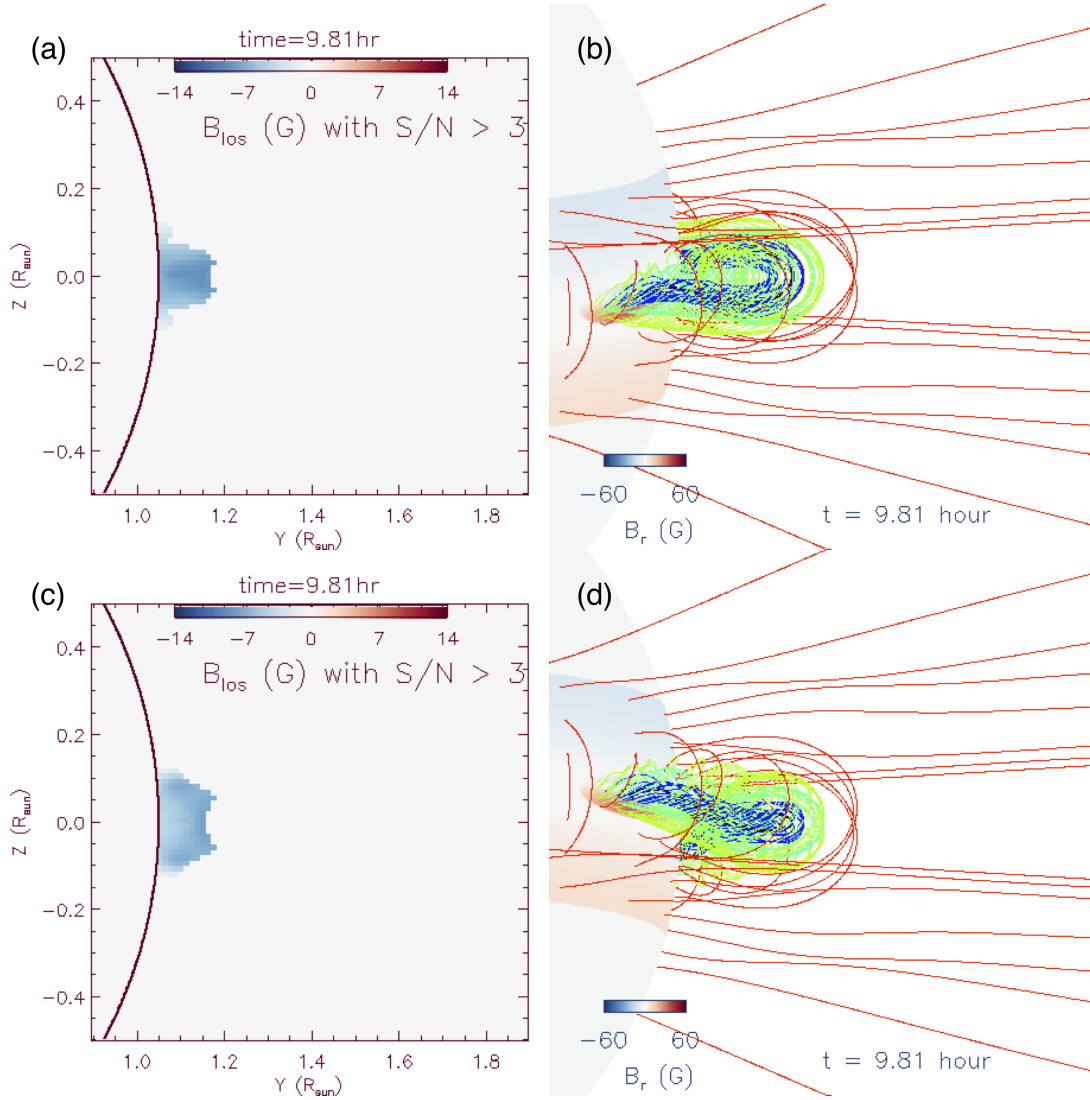 (a)
time=9.81hr
−14 −7 0 7 14
B_los (G) with S/N > 3
0.4
0.2
0.0
−0.2
−0.4
Z (R_sun)
1.0 1.2 1.4 1.6 1.8
Y (R_sun)
(b)
−60 60
B_r (G)
t = 9.81 hour
(c)
time=9.81hr
−14 −7 0 7 14
B_los (G) with S/N > 3
0.4
0.2
0.0
−0.2
−0.4
Z (R_sun)
1.0 1.2 1.4 1.6 1.8
Y (R_sun)
(d)
−60 60
B_r (G)
t = 9.81 hour